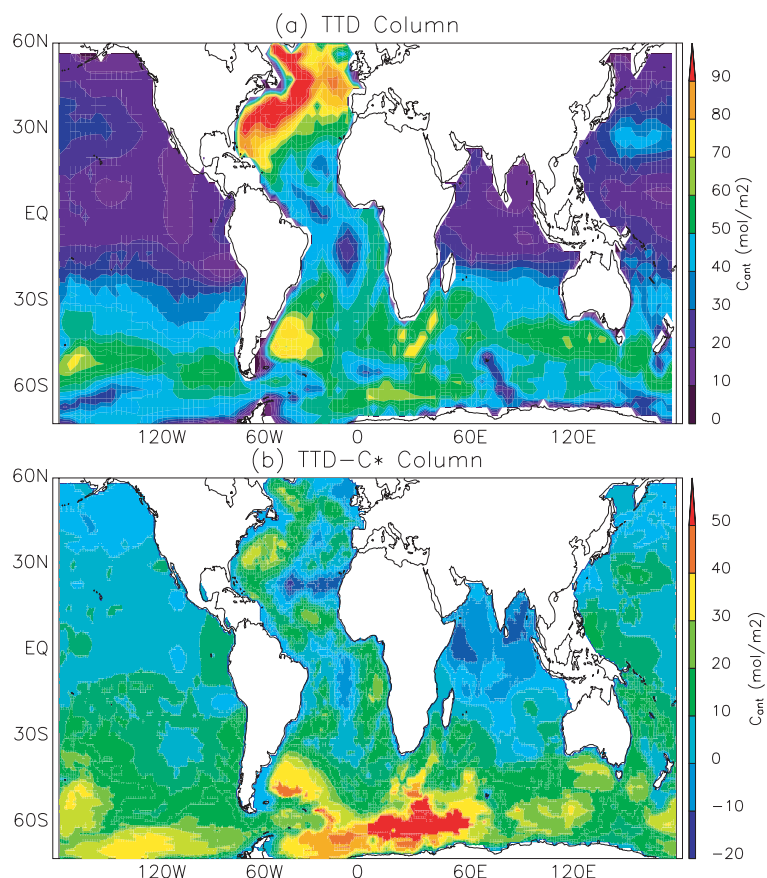 (a) TTD Column
60N
30N
EQ
30S
60S
120W 60W 0 60E 120E
90
80
70
60
50
40
30
20
10
0
Cant (mol/m2)
(b) TTD-C* Column
60N
30N
EQ
30S
60S
120W 60W 0 60E 120E
50
40
30
20
10
0
-10
-20
Cant (mol/m2)